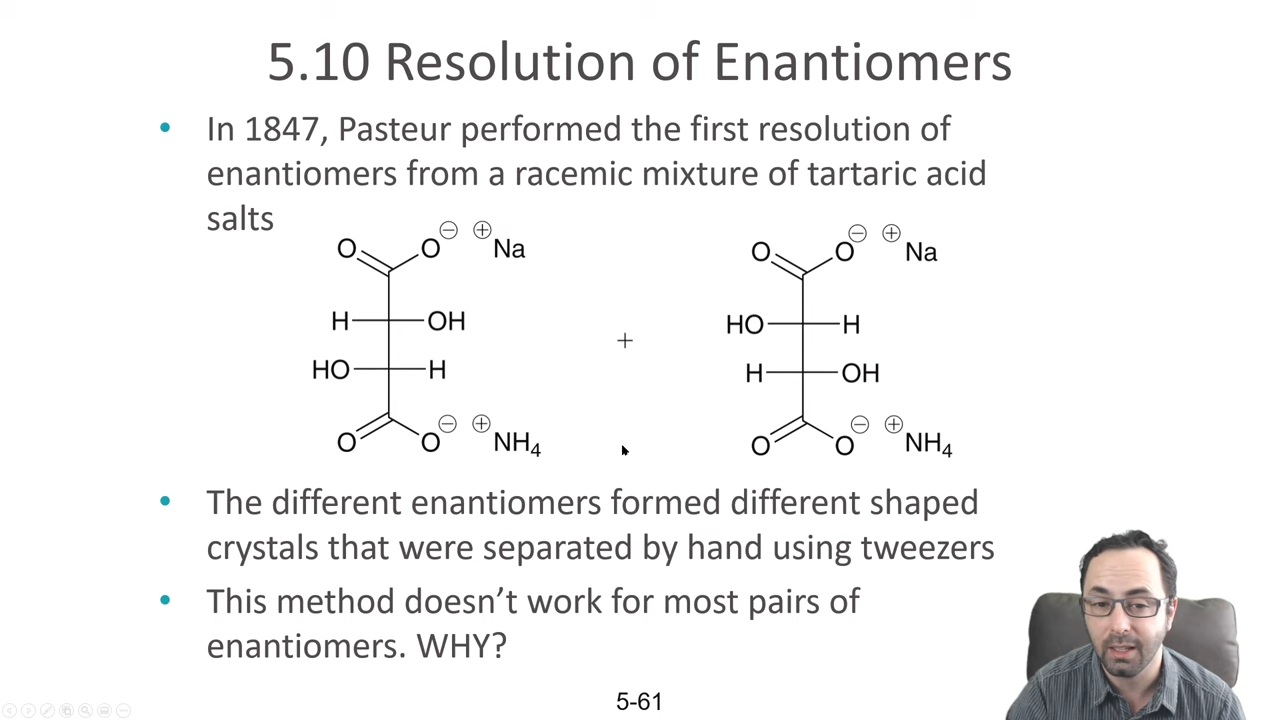 5.10 Resolution of Enantiomers
• In 1847, Pasteur performed the first resolution of
enantiomers from a racemic mixture of tartaric acid
salts
O O ⊖ ⊕ Na
H OH
HO H
O O ⊖ ⊕ NH₄
+
O O ⊖ ⊕ Na
HO H
H OH
O O ⊖ ⊕ NH₄
• The different enantiomers formed different shaped
crystals that were separated by hand using tweezers
• This method doesn’t work for most pairs of
enantiomers. WHY?
5-61